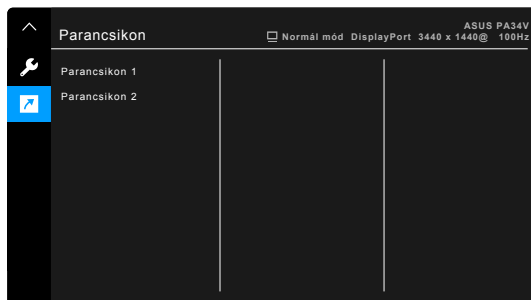 ASUS PA34V
Parancsikon
Normál mód DisplayPort 3440 x 1440@ 100Hz
Parancsikon 1
Parancsikon 2